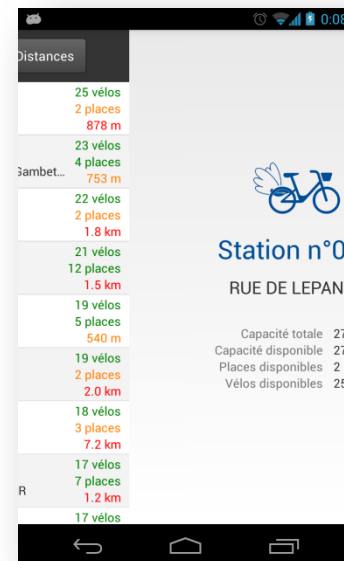 0:08
Distances
25 vélos
2 places
878 m
23 vélos
Gambet... 4 places
753 m
22 vélos
2 places
1.8 km
21 vélos
12 places
1.5 km
19 vélos
5 places
540 m
19 vélos
2 places
2.0 km
18 vélos
3 places
7.2 km
17 vélos
7 places
R 1.2 km
17 vélos
Station n°0
RUE DE LEPAN
Capacité totale 27
Capacité disponible 27
Places disponibles 2
Vélos disponibles 25